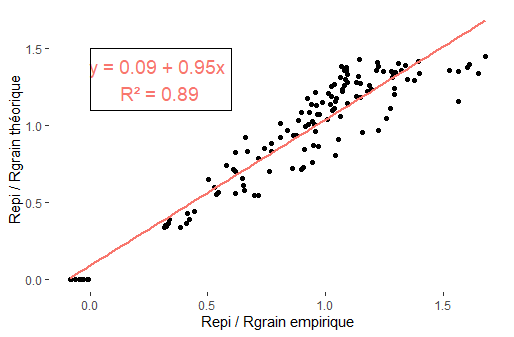 y = 0.09 + 0.95x
R² = 0.89
Repi / Rgrain théorique
1.5
1.0
0.5
0.0
0.0 0.5 1.0 1.5
Repi / Rgrain empirique